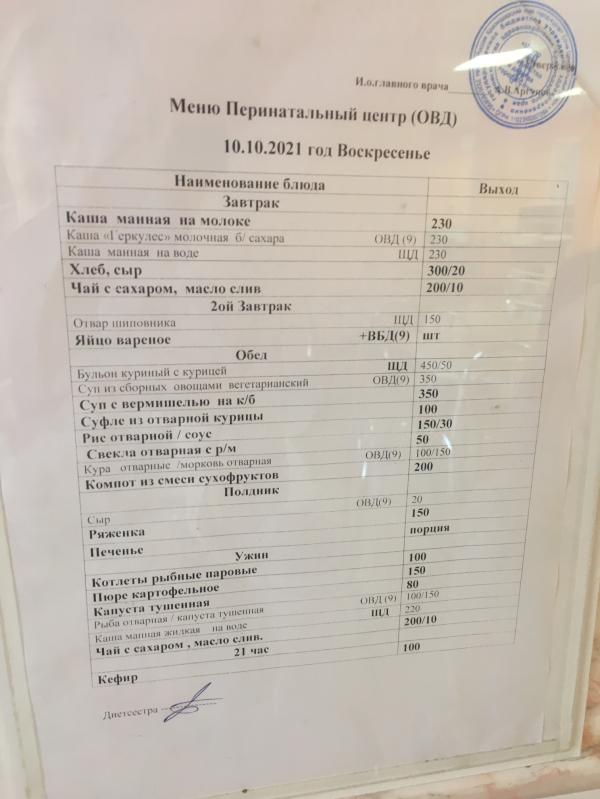 И.о.главного врача
Меню Перинатальный центр (ОВД)
10.10.2021 год Воскресенье
Наименование блюда Выход
Завтрак
Каша манная на молоке 230
Каша «Геркулес» молочная б/ сахара ОВД (9) 230
Каша манная на воде ЩД 230
Хлеб, сыр 300/20
Чай с сахаром, масло слив 200/10
2ой Завтрак
Отвар шиповника ЩД 150
Яйцо вареное +ВБД(9) шт
Обед
Бульон куриный с курицей ЩД 450/50
Суп из сборных овощами вегетарианский ОВД(9) 350
Суп с вермишелью на к/б 350
Суфле из отварной курицы 100
Рис отварной / соус 150/30
Свекла отварная с р/м 50
Кура отварные /морковь отварная ОВД(9) 100/150
Компот из смеси сухофруктов 200
Полдник
Сыр ОВД(9) 20
Ряженка 150
Печенье порция
Ужин
Котлеты рыбные паровые 100
Пюре картофельное 150
Капуста тушенная 80
Рыба отварная / капуста тушенная ОВД (9) 100/150
Каша манная жидкая на воде ЩД 220
Чай с сахаром , масло слив. 200/10
21 час
Кефир 100
Диетсестра